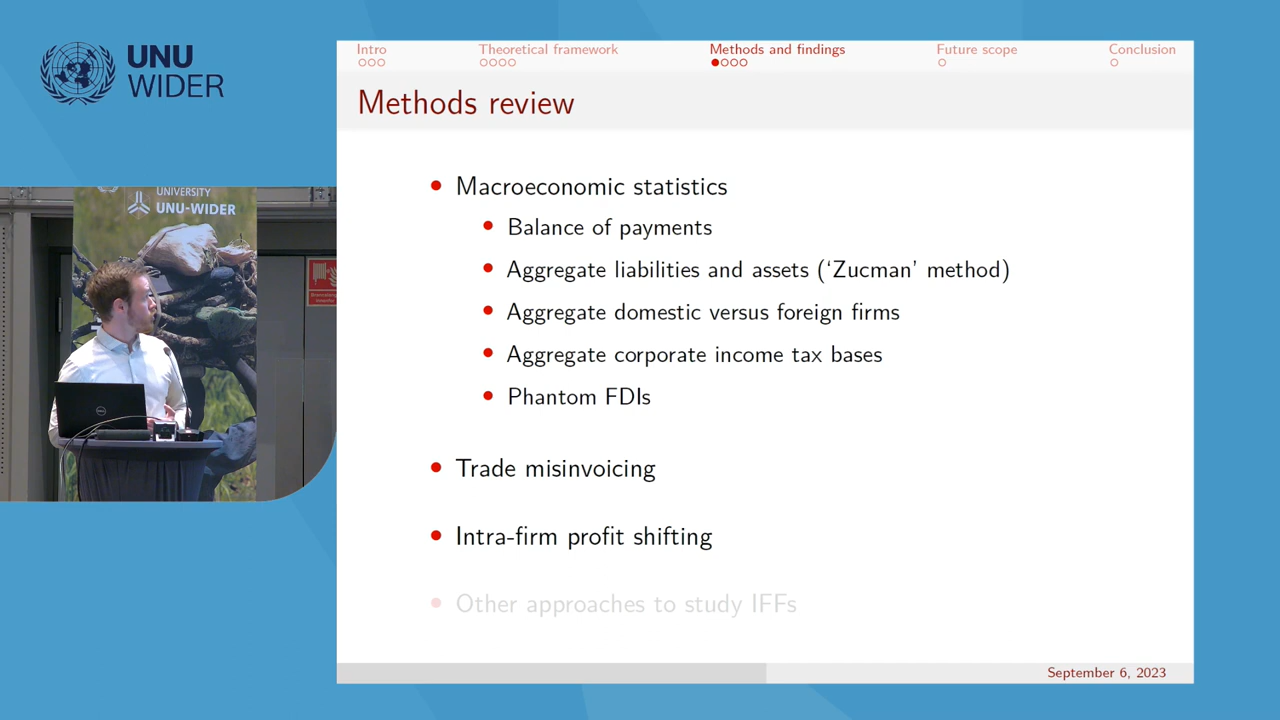 UNU
WIDER
UNIVERSITY
UNU-WIDER
Intro
Theoretical framework
Methods and findings
Future scope
Conclusion
Methods review
Macroeconomic statistics
Balance of payments
Aggregate liabilities and assets (‘Zucman’ method)
Aggregate domestic versus foreign firms
Aggregate corporate income tax bases
Phantom FDIs
Trade misinvoicing
Intra-firm profit shifting
Other approaches to study IFFs
September 6, 2023